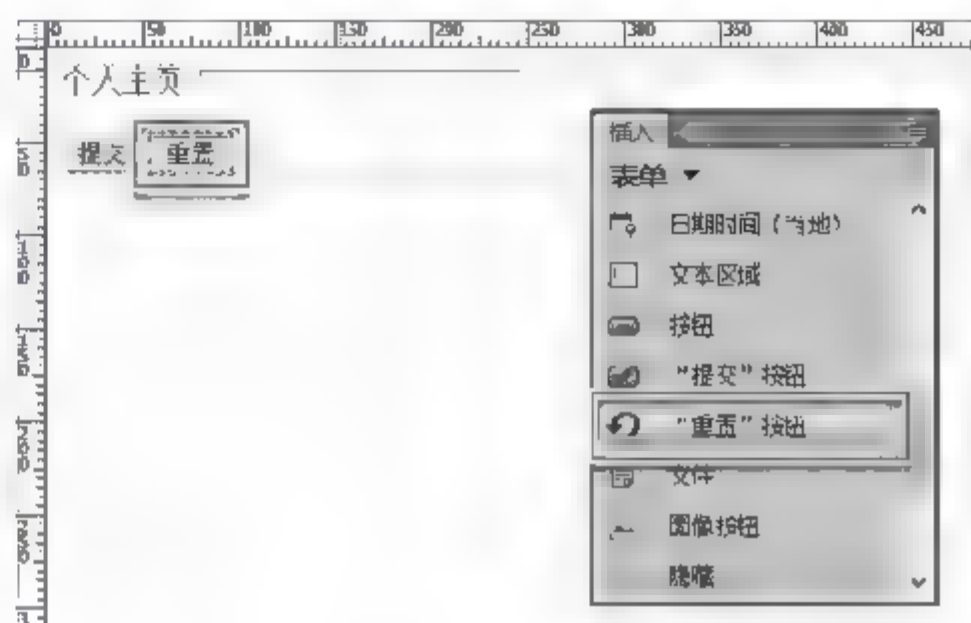 0 50 100 150 200 250 300 350 400 450
个人主页
提交 重置
插入
表单
日期时间（当地）
文本区域
按钮
“提交”按钮
“重置”按钮
文件
图像按钮
隐藏